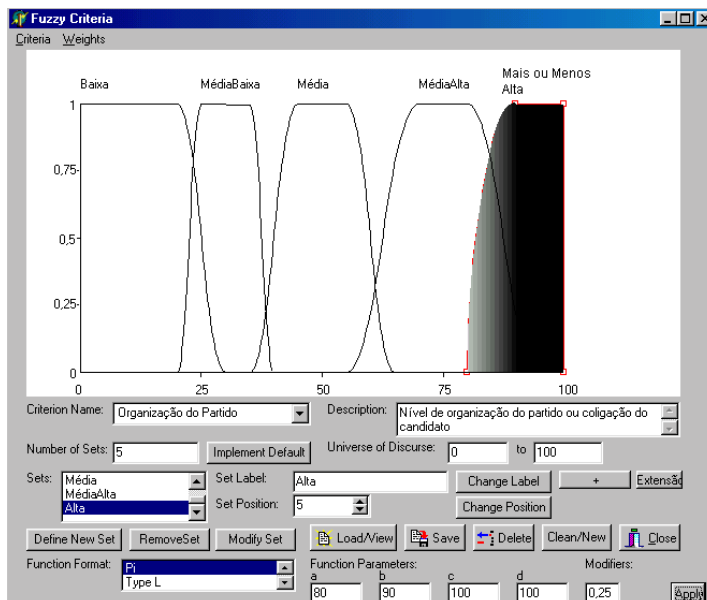 Fuzzy Criteria
Criteria Weights
Mais ou Menos
Baixa MédiaBaixa Média MédiaAlta Alta
1
0,75
0,5
0,25
0
0 25 50 75 100
Criterion Name: Organização do Partido Description: Nível de organização do partido ou coligação do
candidato
Number of Sets: 5 Implement Default Universe of Discurse: 0 to 100
Sets: Média Set Label: Alta Change Label + Extensão
MédiaAlta
Alta Set Position: 5 Change Position
Define New Set RemoveSet Modify Set Load/View Save Delete Clean/New Close
Function Format: Pi Function Parameters: Modifiers:
Type L a b c d
80 90 100 100 0,25 Apply